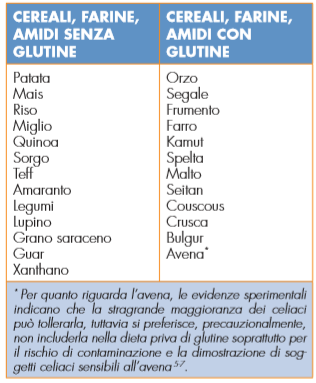 CEREALI, FARINE,
AMIDI SENZA
GLUTINE
Patata
Mais
Riso
Miglio
Quinoa
Sorgo
Teff
Amaranto
Legumi
Lupino
Grano saraceno
Guar
Xanthano
CEREALI, FARINE,
AMIDI CON
GLUTINE
Orzo
Segale
Frumento
Farro
Kamut
Spelta
Malto
Seitan
Couscous
Crusca
Bulgur
Avena*
* Per quanto riguarda l'avena, le evidenze sperimentali
indicano che la stragrande maggioranza dei celiaci
può tollerarla, tuttavia si preferisce, precauzionalmente,
non includerla nella dieta priva di glutine soprattutto per
il rischio di contaminazione e la dimostrazione di sog-
getti celiaci sensibili all'avena 5-7.